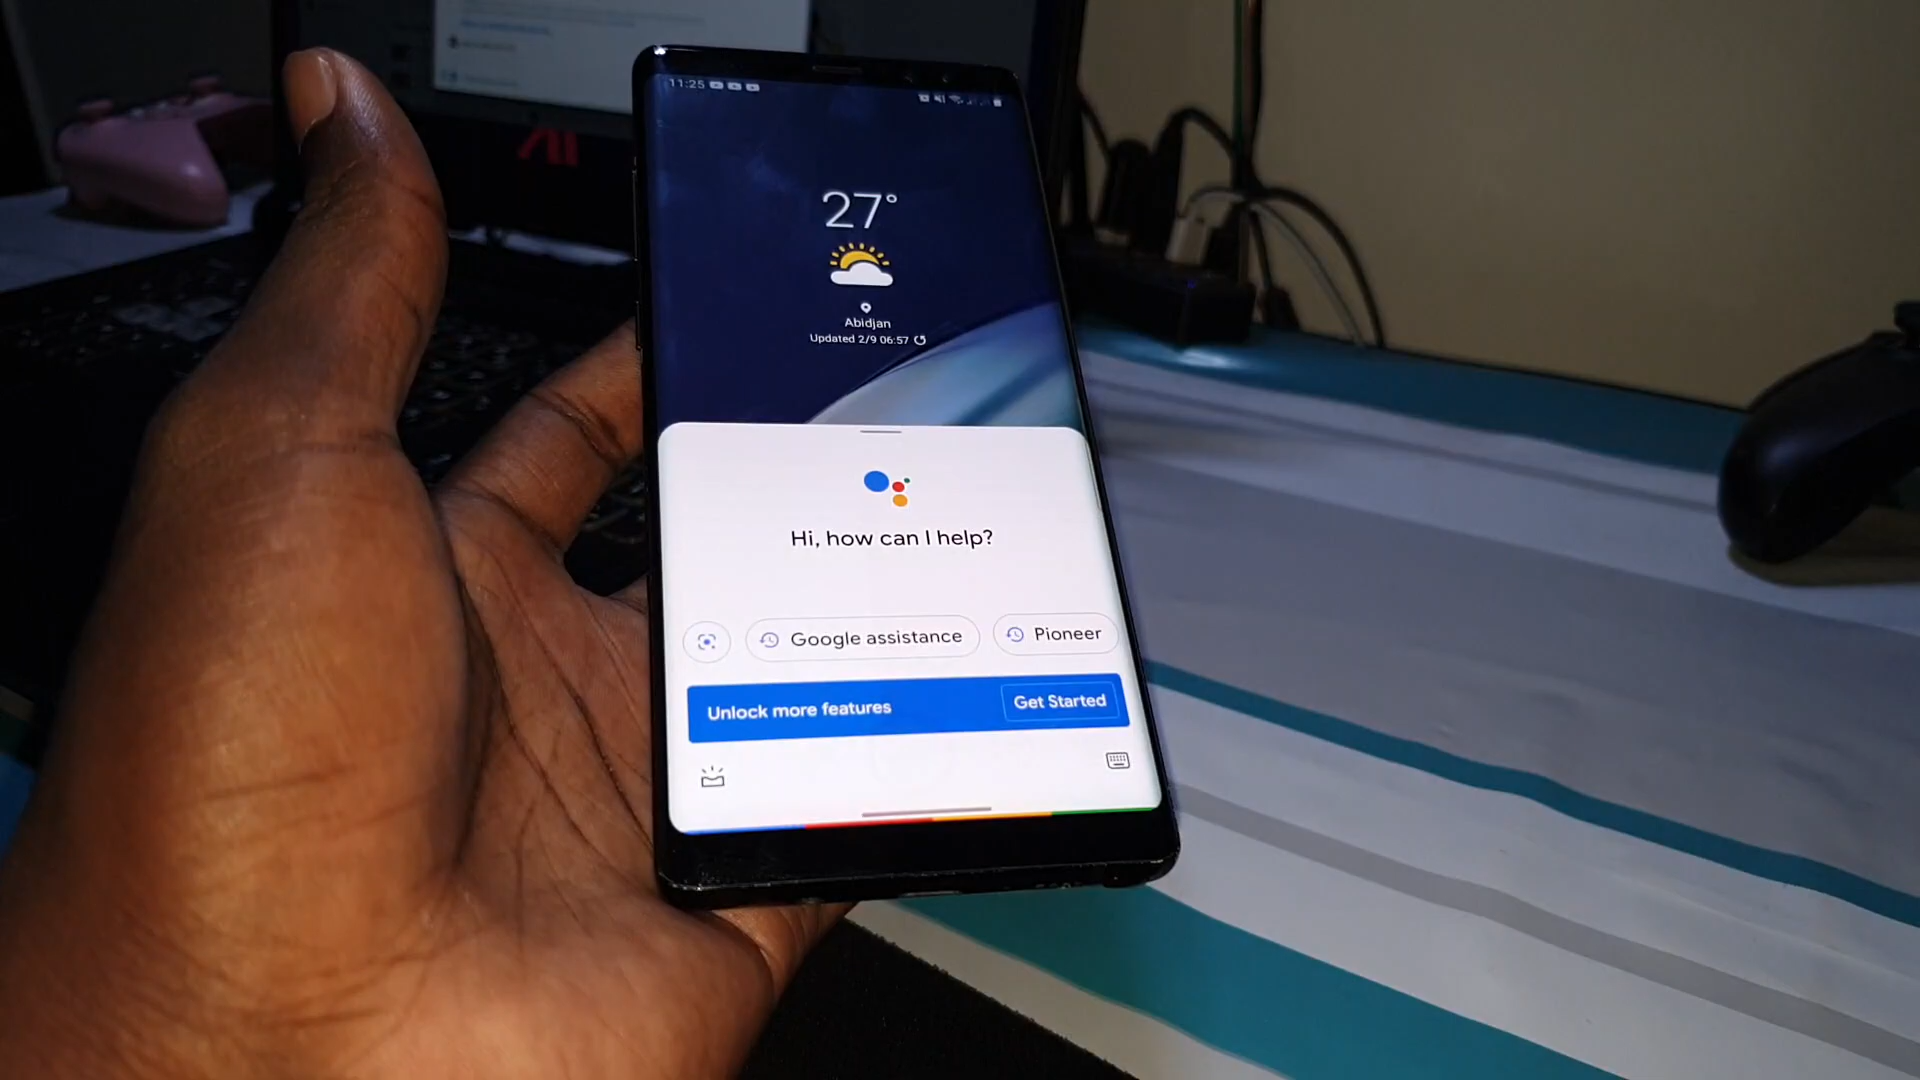 11:25
27°
Abidjan
Updated 2/9 06:57
Hi, how can I help?
Google assistance
Pioneer
Unlock more features
Get Started